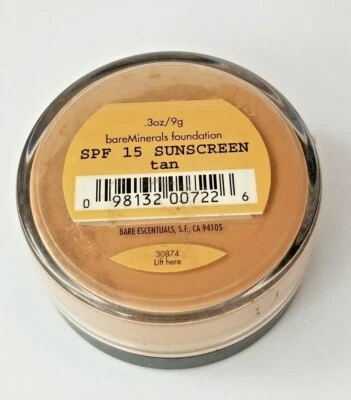 .3oz/9g
bareMinerals foundation
SPF 15 SUNSCREEN
tan
0 98132 00722 6
BARE ESCENTUALS, S.F., CA 94105
30874
Lift here